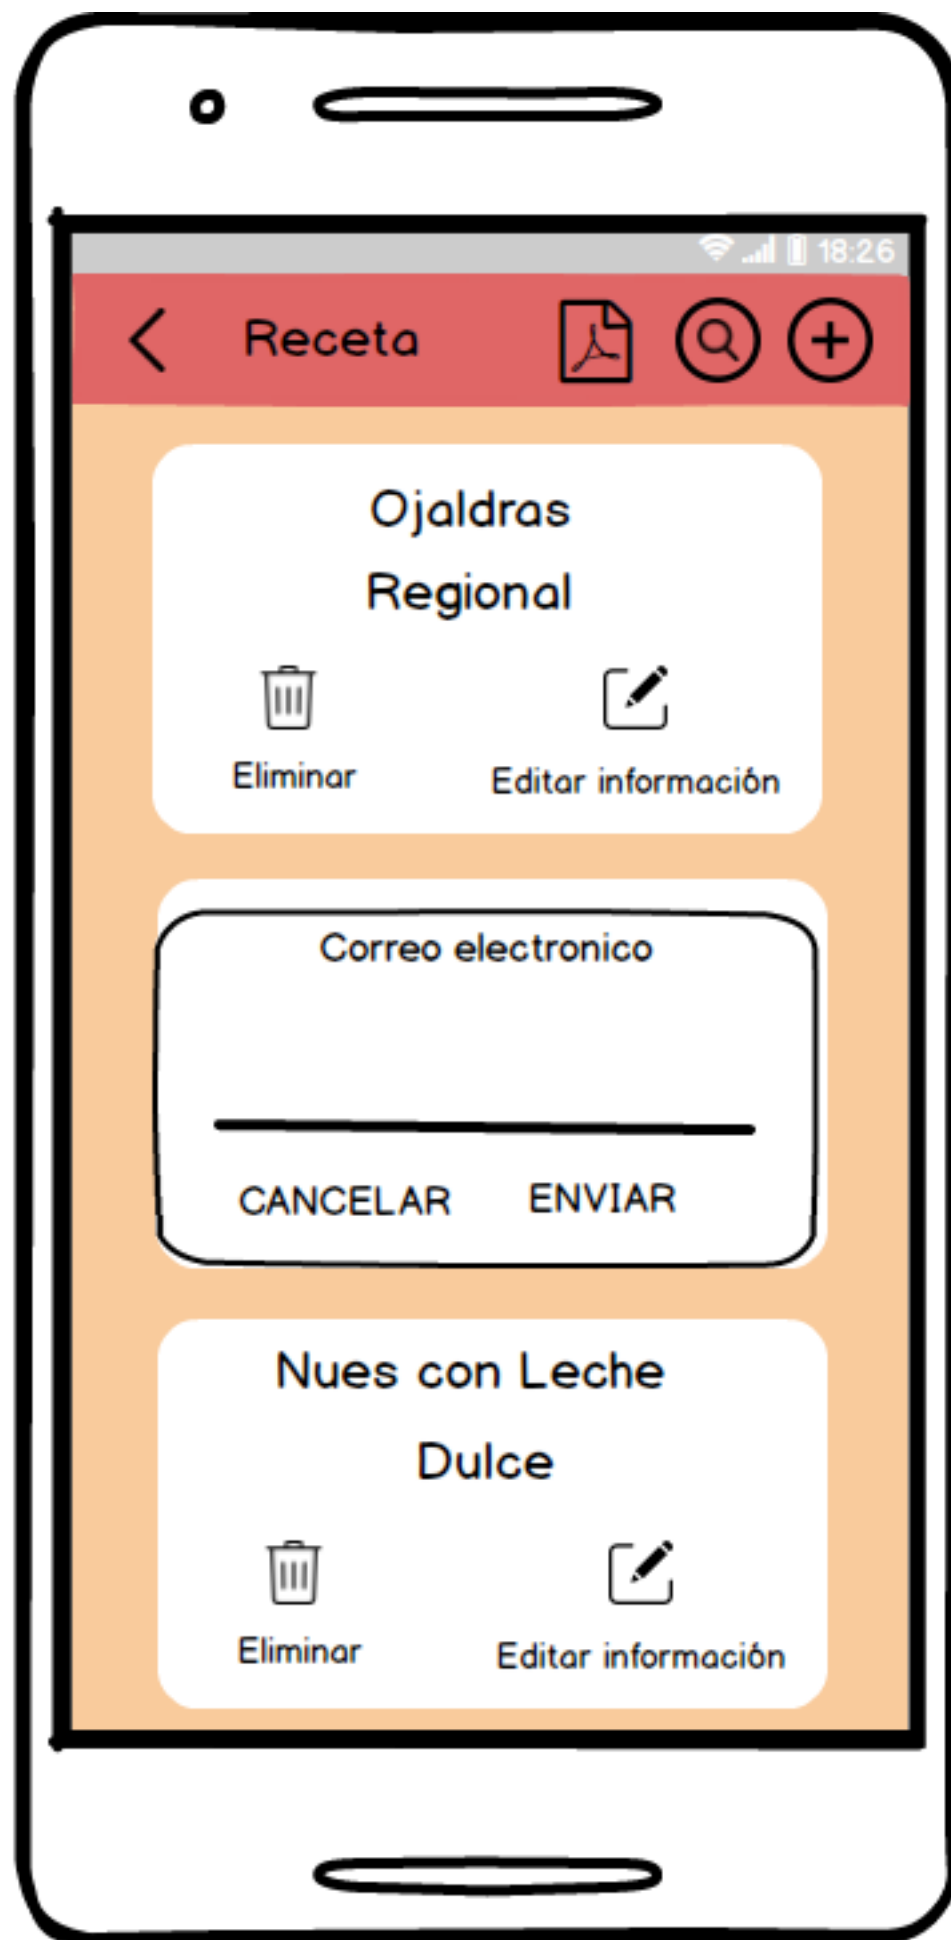 18:26
Receta
Ojaldras
Regional
Eliminar Editar información
Correo electronico
CANCELAR ENVIAR
Nues con Leche
Dulce
Eliminar Editar información